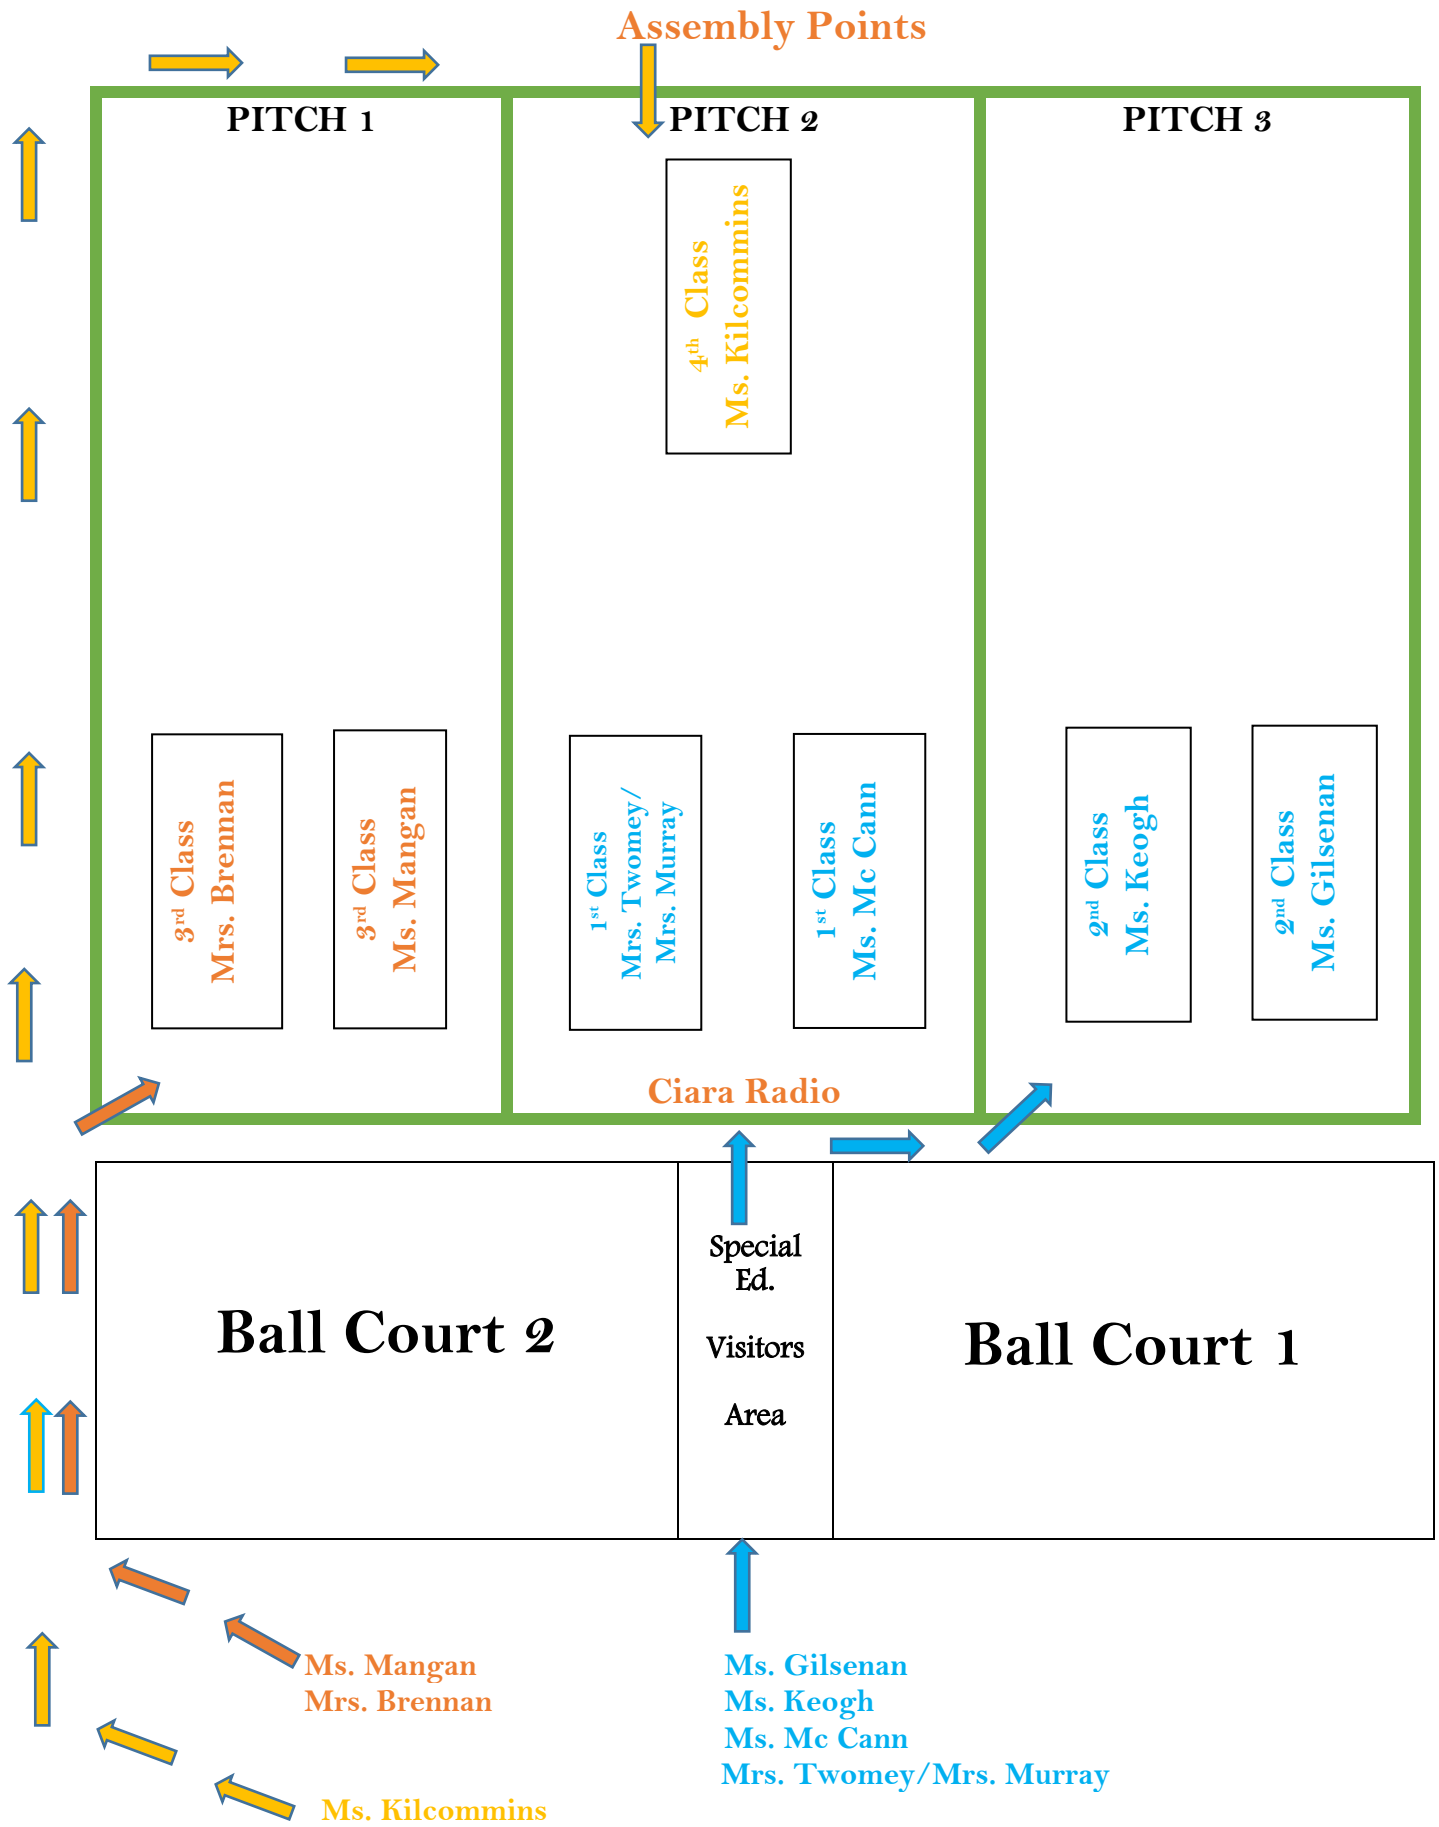 Assembly Points
PITCH 1
PITCH 2
PITCH 3
4th Class
Ms. Kilcommins
3rd Class
Mrs. Brennan
3rd Class
Ms. Mangan
1st Class
Mrs. Twomey/
Mrs. Murray
1st Class
Ms. Mc Cann
2nd Class
Ms. Keogh
2nd Class
Ms. Gilsenan
Ciara Radio
Ball Court 2
Special
Ed.
Visitors
Area
Ball Court 1
Ms. Mangan
Mrs. Brennan
Ms. Gilsenan
Ms. Keogh
Ms. Mc Cann
Mrs. Twomey/Mrs. Murray
Ms. Kilcommins